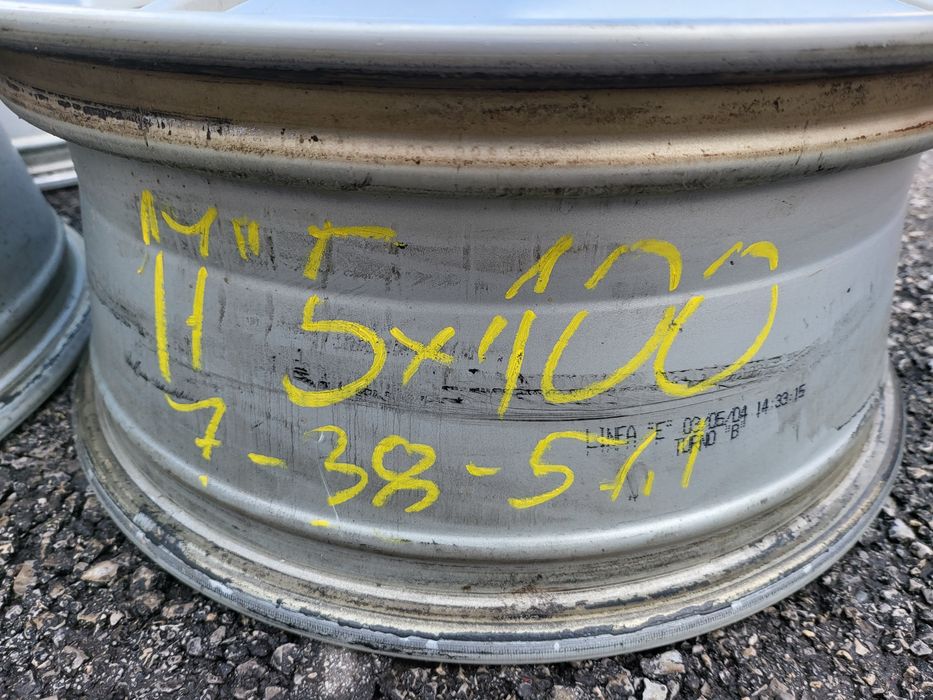 17" 5x100
7-38-57,1
LINEA "E" 03/05/04 14:33:15
TURNO "B"